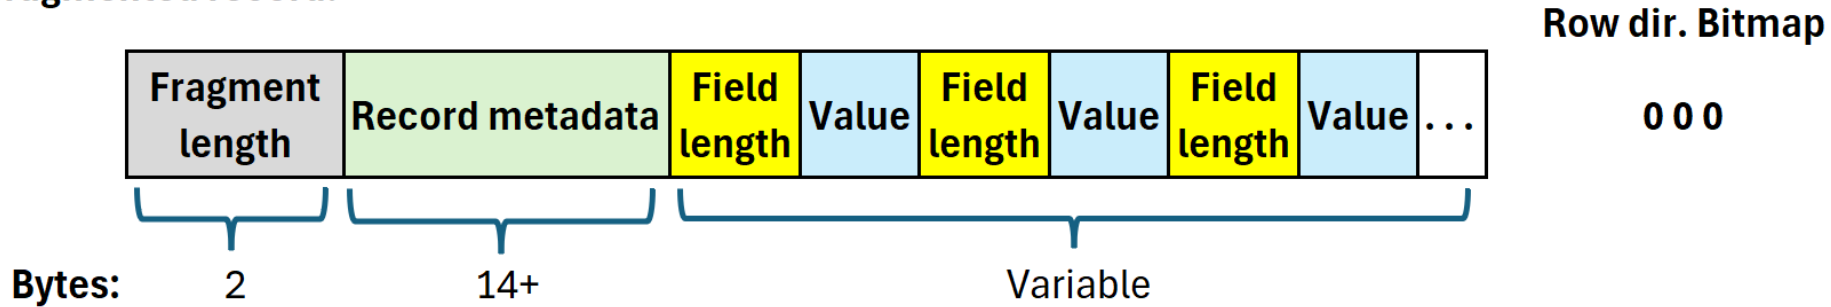 Row dir. Bitmap
Fragment
length
Record metadata
Field
length
Value
Field
length
Value
Field
length
Value
...
0 0 0
Bytes:
2
14+
Variable